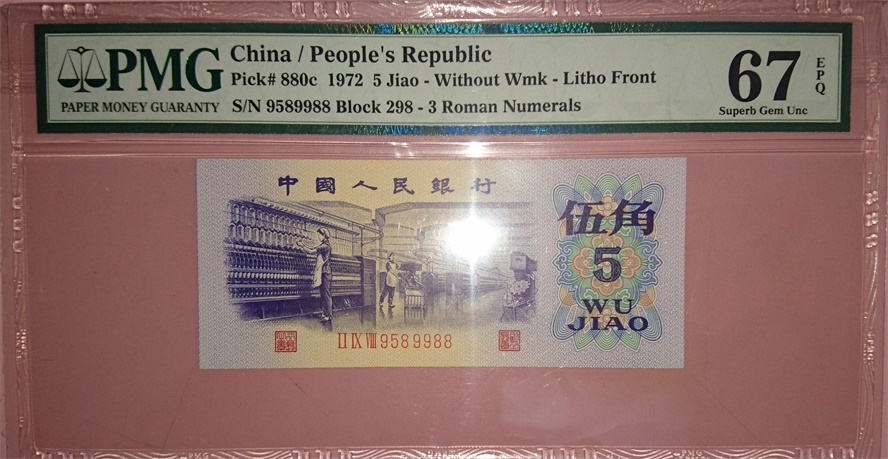 PMG
PAPER MONEY GUARANTY
China / People's Republic
Pick# 880c 1972 5 Jiao - Without Wmk - Litho Front
S/N 9589988 Block 298 - 3 Roman Numerals
67
EPQ
Superb Gem Unc
中國人民銀行
伍角
5
WU
JIAO
II IX VIII 9589988